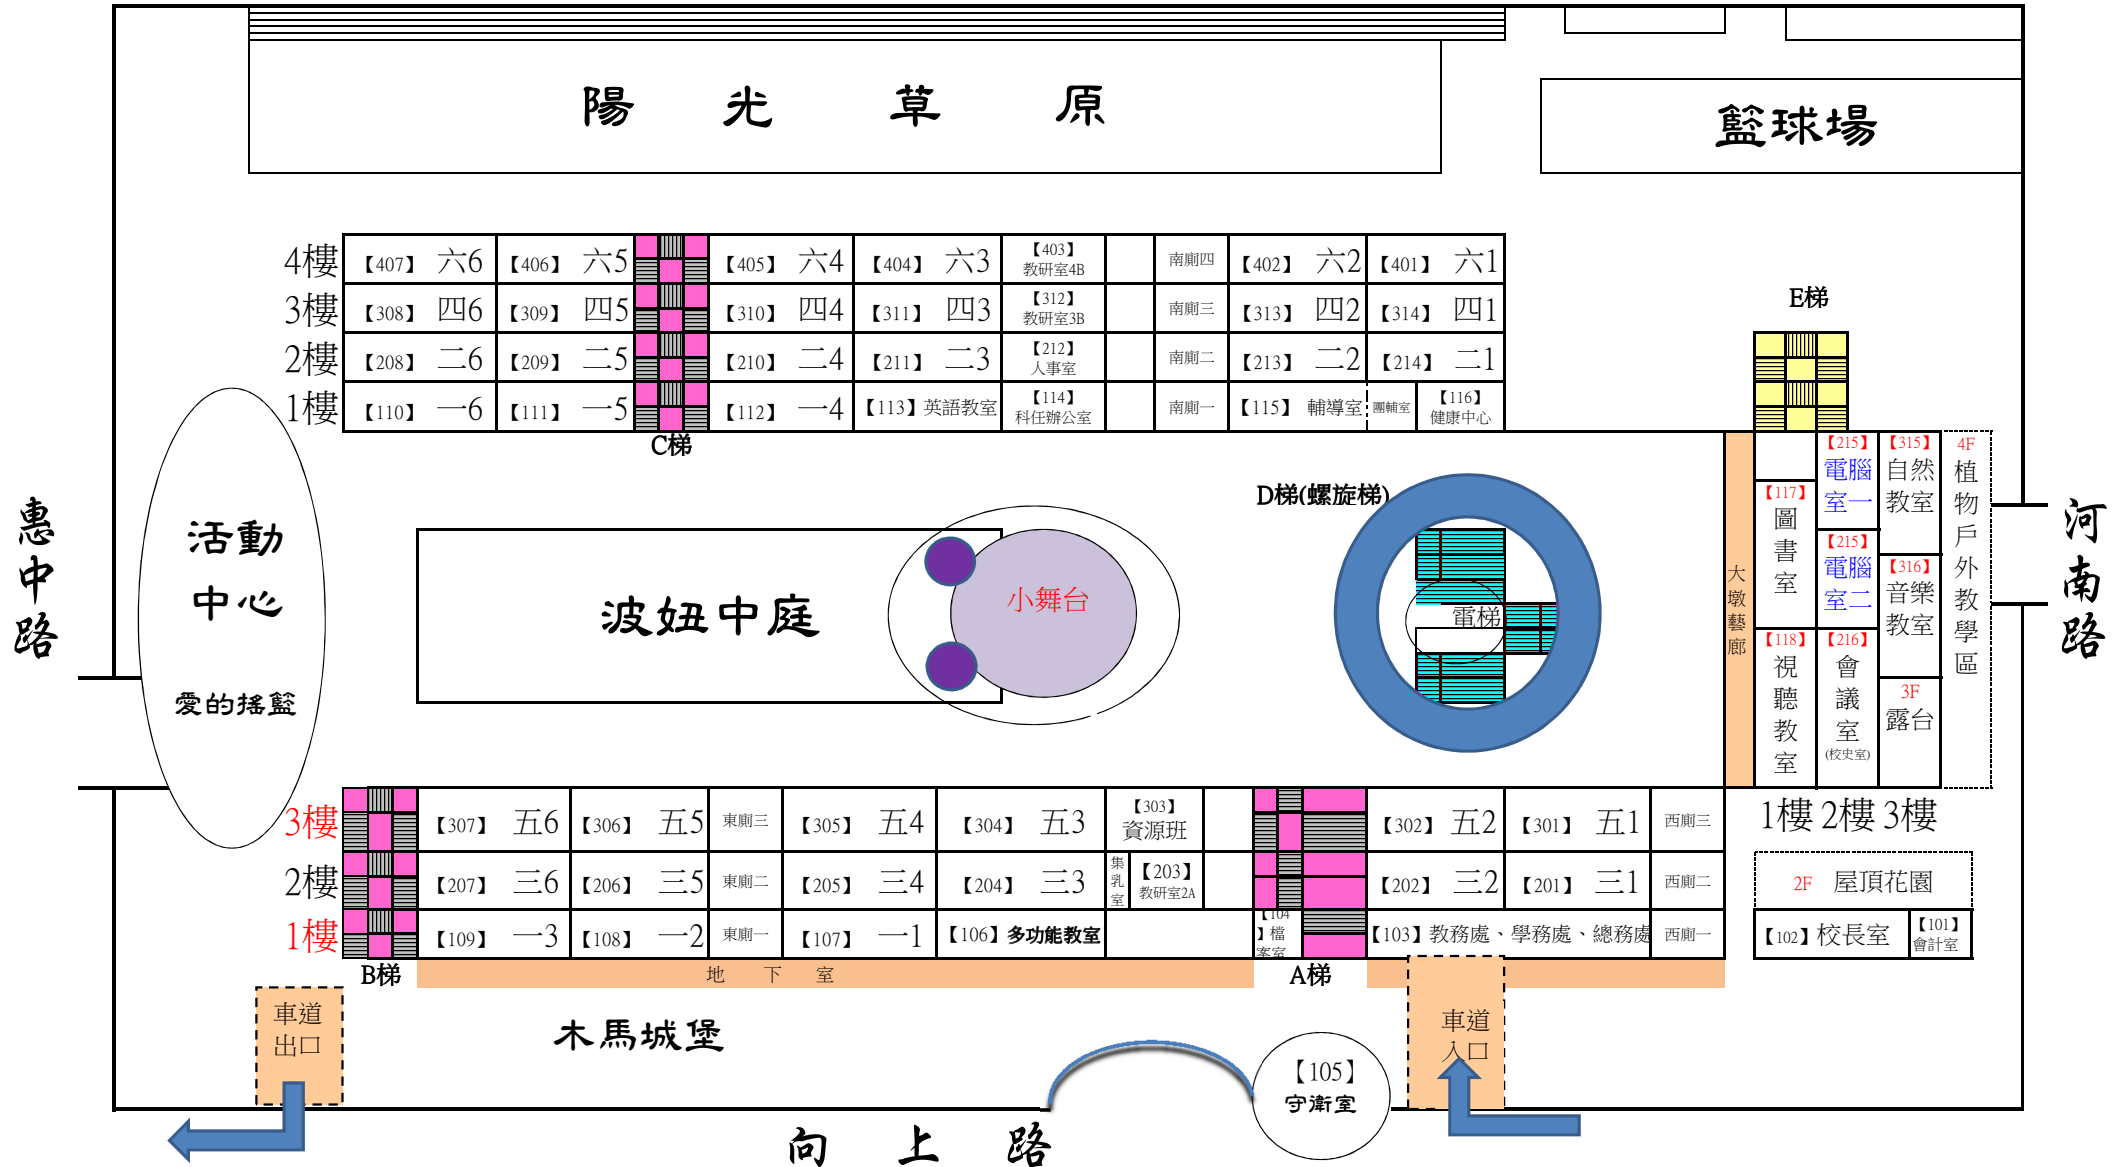 陽 光 草 原
籃球場
4樓 【407】 六6 【406】 六5 【405】 六4 【404】 六3 【403】 教研室4B 南廁四 【402】 六2 【401】 六1
3樓 【308】 四6 【309】 四5 【310】 四4 【311】 四3 【312】 教研室3B 南廁三 【313】 四2 【314】 四1
2樓 【208】 二6 【209】 二5 【210】 二4 【211】 二3 【212】 人事室 南廁二 【213】 二2 【214】 二1
1樓 【110】 一6 【111】 一5 【112】 一4 【113】英語教室 【114】 科任辦公室 南廁一 【115】 輔導室 團輔室 【116】 健康中心
C梯
E梯
惠中路
活動
中心
愛的搖籃
波妞中庭
小舞台
D梯(螺旋梯)
電梯
大墩藝廊
【117】
圖書室
【118】
視聽教室
【215】
電腦
室一
【215】
電腦
室二
【216】
會議室
(校史室)
【315】
自然
教室
【316】
音樂
教室
3F
露台
4F
植物戶外教學區
河南路
1樓 2樓 3樓
3樓 【307】 五6 【306】 五5 東廁三 【305】 五4 【304】 五3 【303】 資源班 【302】 五2 【301】 五1 西廁三
2樓 【207】 三6 【206】 三5 東廁二 【205】 三4 【204】 三3 集乳室 【203】 教研室2A 【202】 三2 【201】 三1 西廁二
1樓 【109】 一3 【108】 一2 東廁一 【107】 一1 【106】多功能教室 【104】檔案室 【103】教務處、學務處、總務處 西廁一
2F 屋頂花園
【102】校長室 【101】 會計室
B梯
地 下 室
A梯
車道
出口
木馬城堡
【105】
守衛室
車道
入口
向 上 路